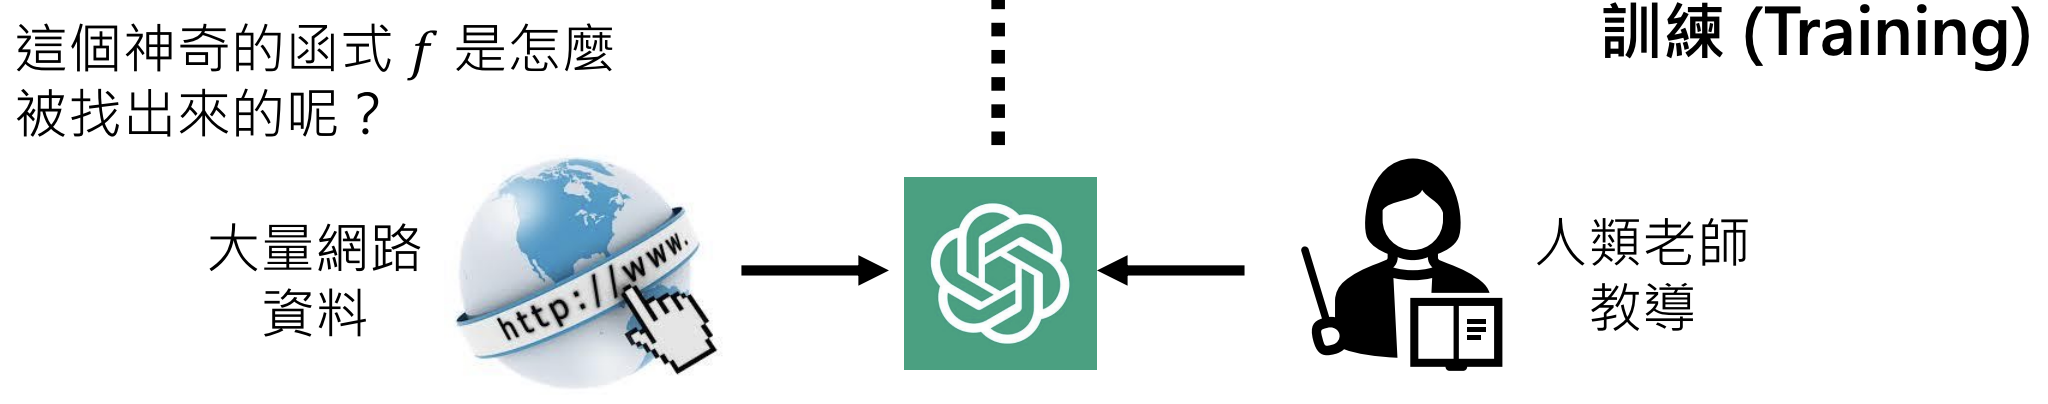 這個神奇的函式 f 是怎麼
被找出來的呢？
訓練 (Training)
大量網路
資料
http://www.
人類老師
教導